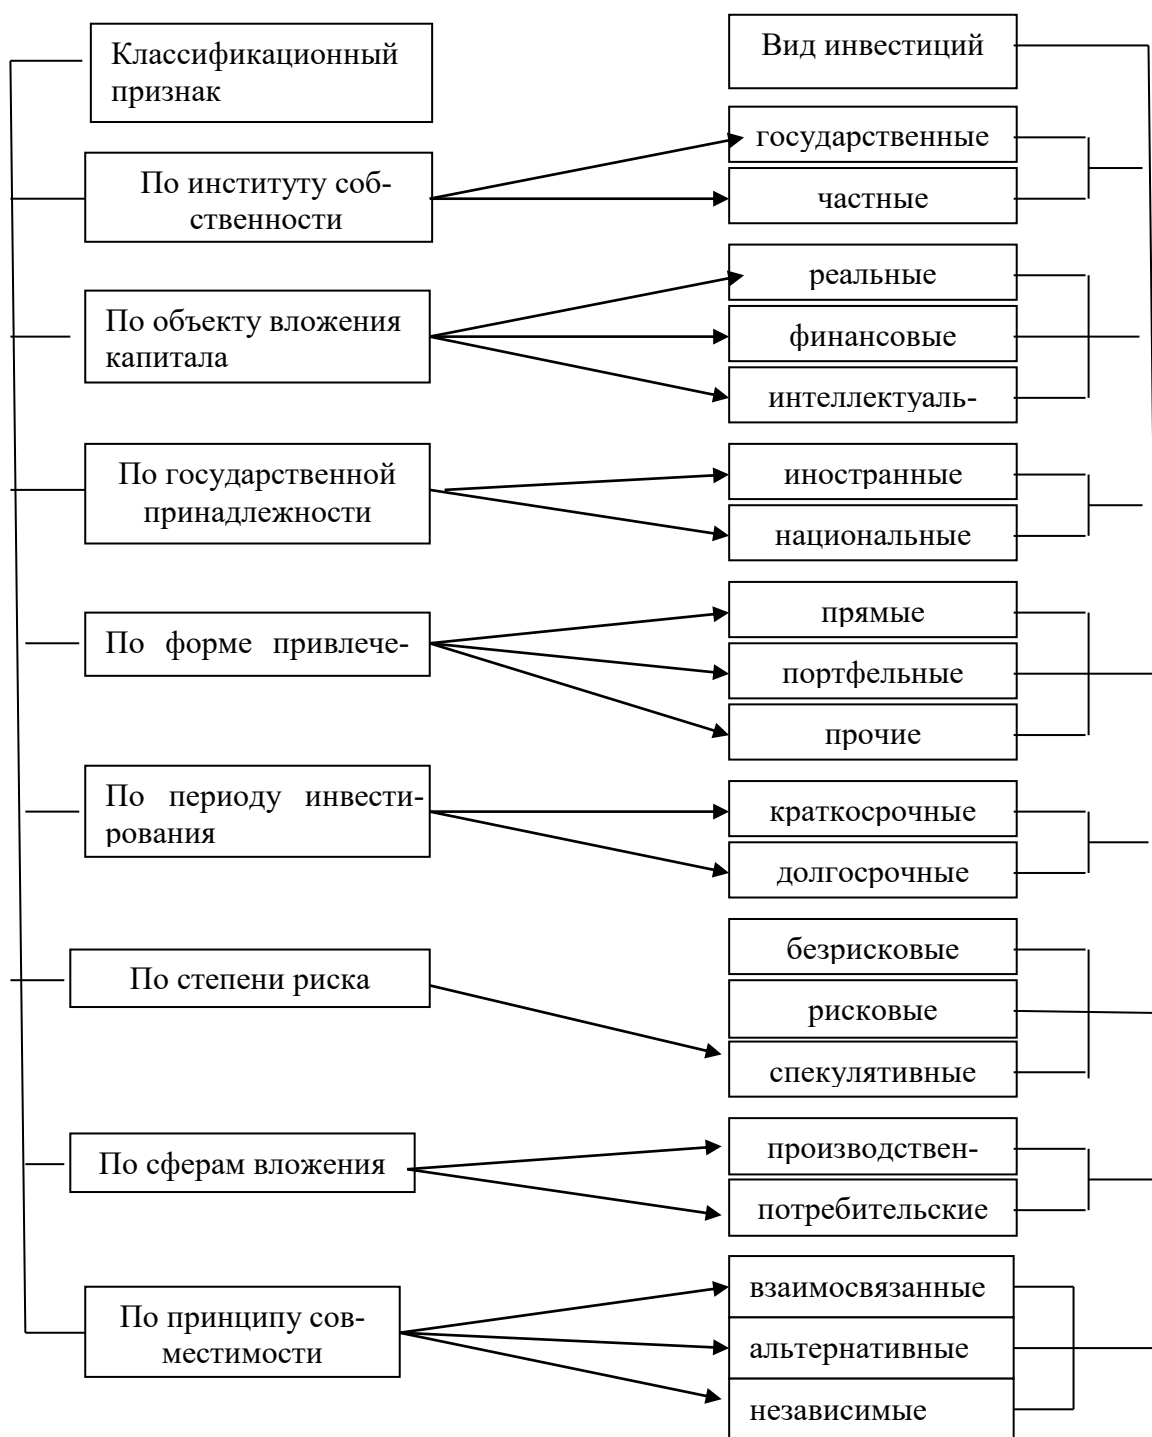 Классификационный
признак
Вид инвестиций
По институту соб-
ственности
государственные
частные
По объекту вложения
капитала
реальные
финансовые
интеллектуаль-
По государственной
принадлежности
иностранные
национальные
По форме привлече-
прямые
портфельные
прочие
По периоду инвести-
рования
краткосрочные
долгосрочные
По степени риска
безрисковые
рисковые
спекулятивные
По сферам вложения
производствен-
потребительские
По принципу сов-
местимости
взаимосвязанные
альтернативные
независимые